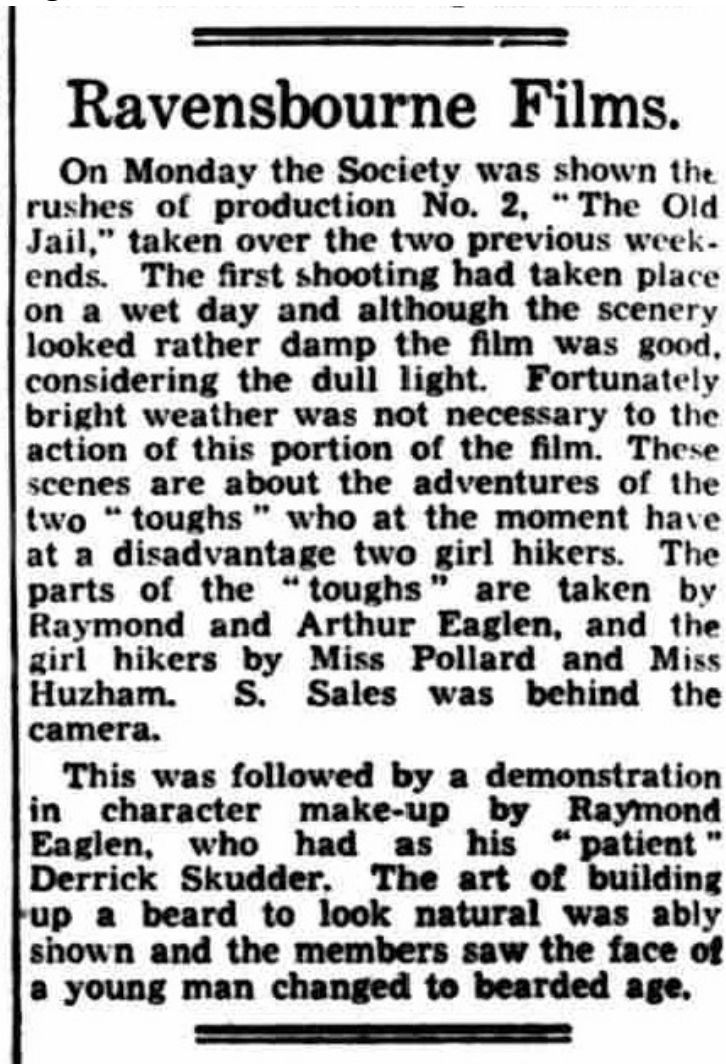 Ravensbourne Films.
On Monday the Society was shown the
rushes of production No. 2, "The Old
Jail," taken over the two previous week-
ends. The first shooting had taken place
on a wet day and although the scenery
looked rather damp the film was good,
considering the dull light. Fortunately
bright weather was not necessary to the
action of this portion of the film. These
scenes are about the adventures of the
two "toughs" who at the moment have
at a disadvantage two girl hikers. The
parts of the "toughs" are taken by
Raymond and Arthur Eaglen, and the
girl hikers by Miss Pollard and Miss
Huzham. S. Sales was behind the
camera.
This was followed by a demonstration
in character make-up by Raymond
Eaglen, who had as his "patient"
Derrick Skudder. The art of building
up a beard to look natural was ably
shown and the members saw the face of
a young man changed to bearded age.